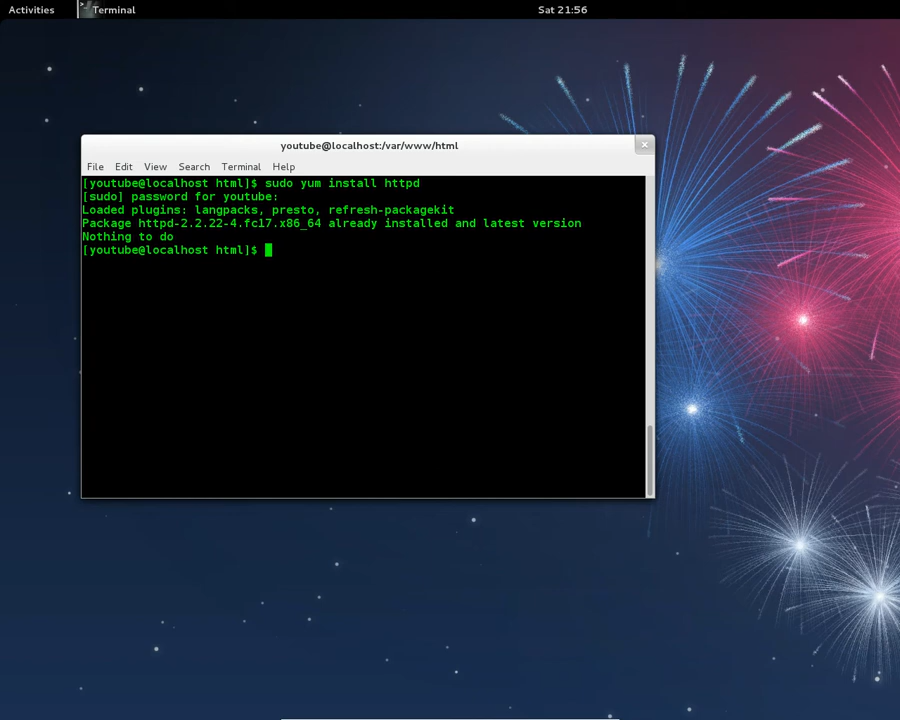 Activities Terminal Sat 21:56
youtube@localhost:/var/www/html
File Edit View Search Terminal Help
[youtube@localhost html]$ sudo yum install httpd
[sudo] password for youtube:
Loaded plugins: langpacks, presto, refresh-packagekit
Package httpd-2.2.22-4.fc17.x86_64 already installed and latest version
Nothing to do
[youtube@localhost html]$